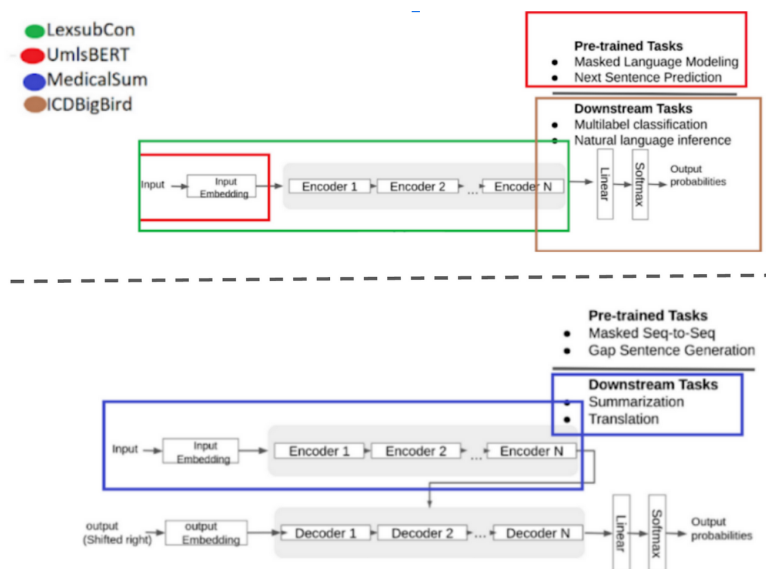 LexsubCon
UmlsBERT
MedicalSum
ICDBigBird
Pre-trained Tasks
Masked Language Modeling
Next Sentence Prediction
Downstream Tasks
Multilabel classification
Natural language inference
Input
Input
Embedding
Encoder 1
Encoder 2
...
Encoder N
Linear
Softmax
Output
probabilities
Pre-trained Tasks
Masked Seq-to-Seq
Gap Sentence Generation
Downstream Tasks
Summarization
Translation
Input
Input
Embedding
Encoder 1
Encoder 2
...
Encoder N
output
(Shifted right)
output
Embedding
Decoder 1
Decoder 2
...
Decoder N
Linear
Softmax
Output
probabilities